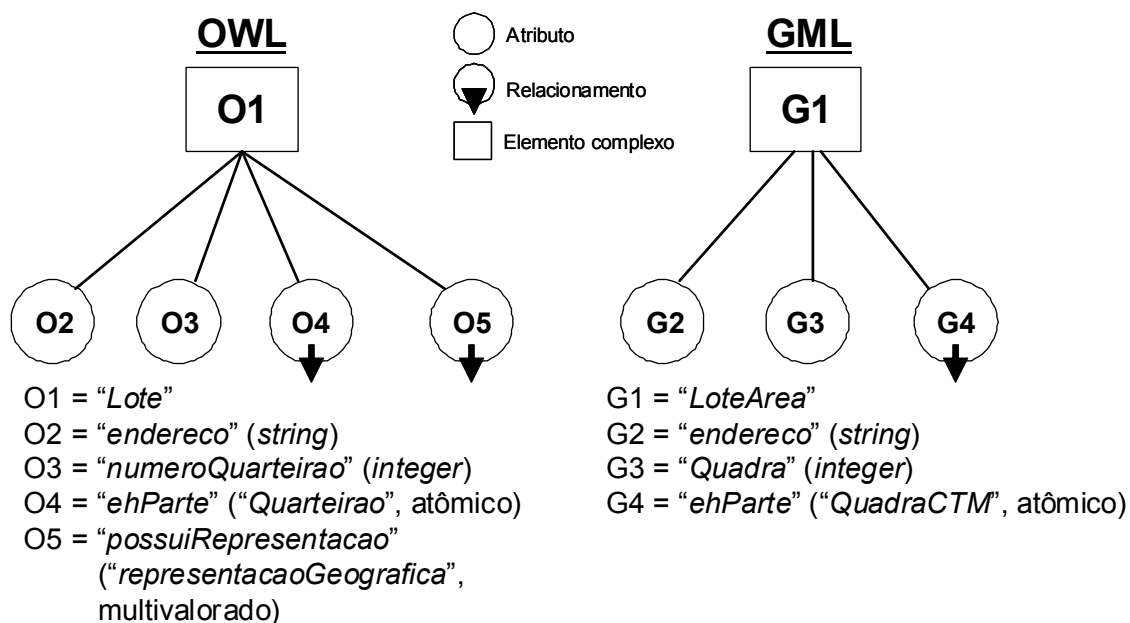 OWL
Atributo
GML
Relacionamento
Elemento complexo
O1
G1
O2
O3
O4
O5
G2
G3
G4
O1 = “Lote”
O2 = “endereco” (string)
O3 = “numeroQuarteirao” (integer)
O4 = “ehParte” (“Quarteirao”, atômico)
O5 = “possuiRepresentacao”
(“representacaoGeografica”,
multivalorado)
G1 = “LoteArea”
G2 = “endereco” (string)
G3 = “Quadra” (integer)
G4 = “ehParte” (“QuadraCTM”, atômico)